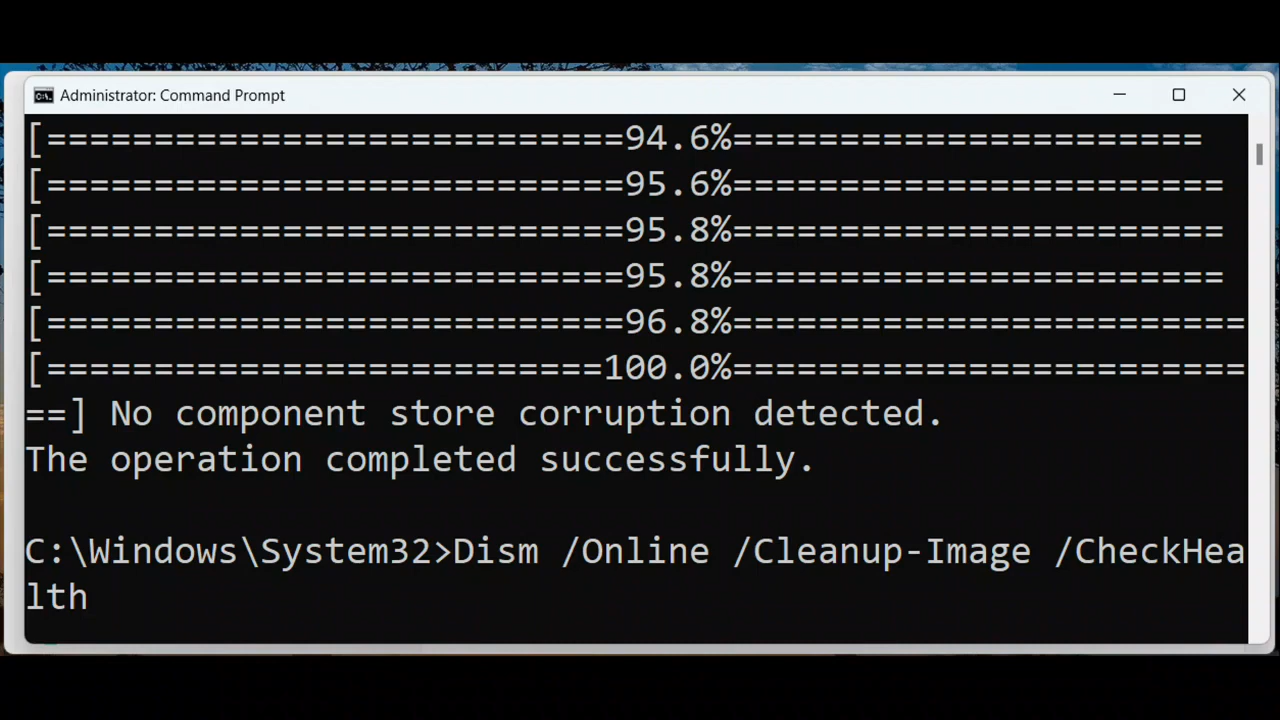 Administrator: Command Prompt
[===========================94.6%======================
[===========================95.6%=======================
[===========================95.8%=======================
[===========================95.8%=======================
[===========================96.8%========================
[==========================100.0%========================
==] No component store corruption detected.
The operation completed successfully.
C:\Windows\System32>Dism /Online /Cleanup-Image /CheckHea
lth